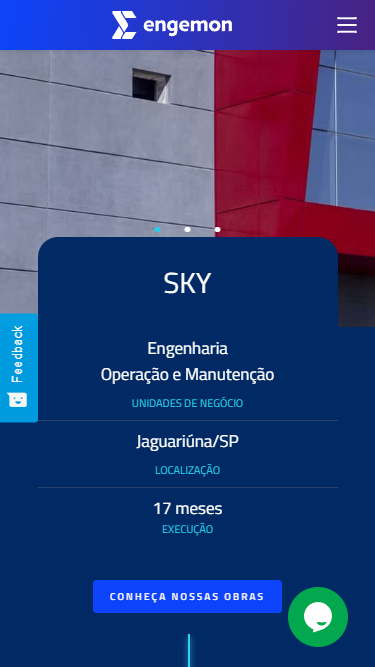 engemon
SKY
Engenharia
Operação e Manutenção
UNIDADES DE NEGÓCIO
Feedback
Jaguariúna/SP
LOCALIZAÇÃO
17 meses
EXECUÇÃO
CONHEÇA NOSSAS OBRAS